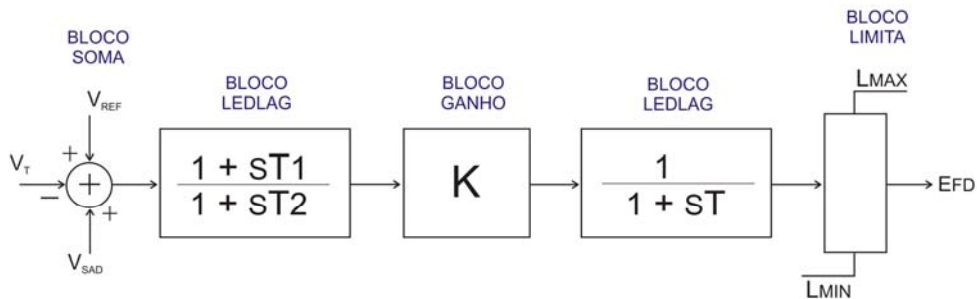 BLOCO
SOMA
BLOCO
LEDLAG
BLOCO
GANHO
BLOCO
LEDLAG
BLOCO
LIMITA
VREF
VT
+
+
−
+
VSAD
1 + sT1
1 + sT2
K
1
1 + sT
LMAX
EFD
LMIN